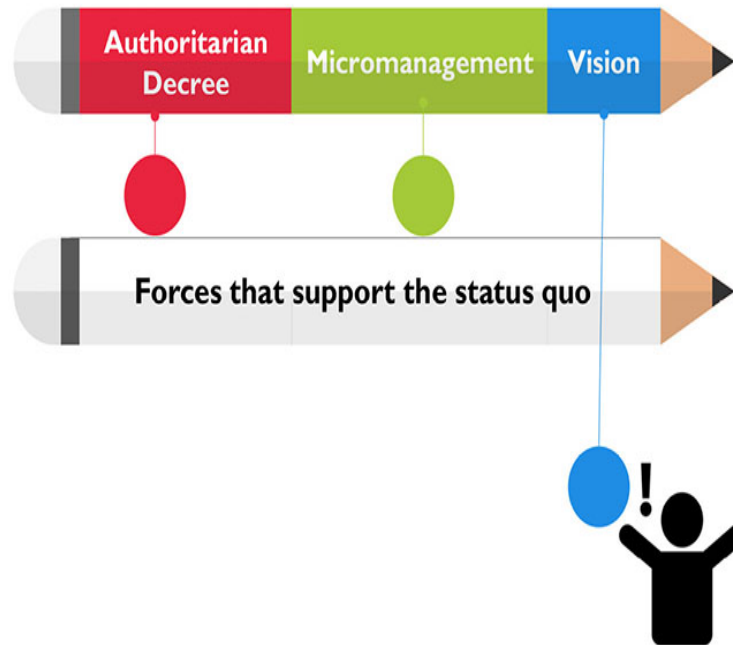 Authoritarian
Decree
Micromanagement
Vision
Forces that support the status quo
!